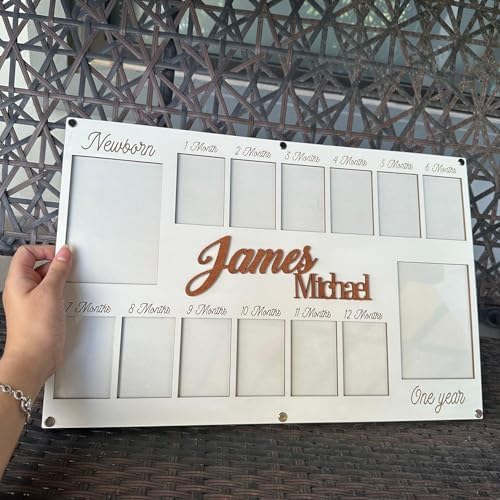 Newborn
1 Month
2 Months
3 Months
4 Months
5 Months
6 Months
James
Michael
7 Months
8 Months
9 Months
10 Months
11 Months
12 Months
One year